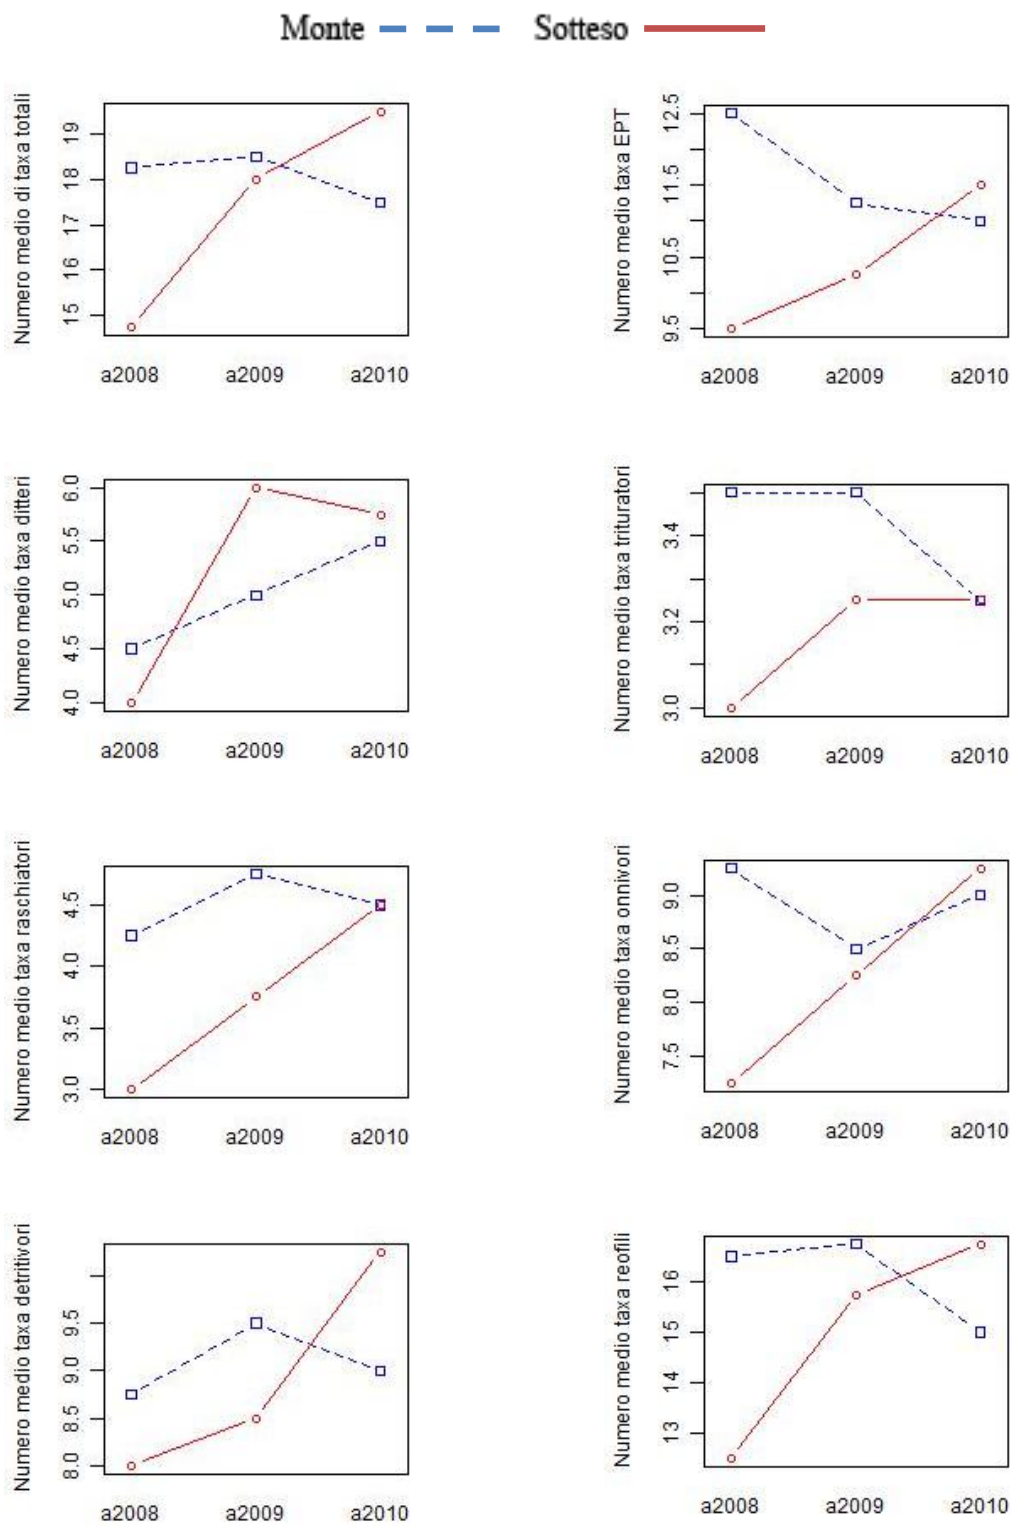 Monte Sotteso
Numero medio di taxa totali
19
18
17
16
15
a2008 a2009 a2010
Numero medio taxa EPT
12.5
11.5
10.5
9.5
a2008 a2009 a2010
Numero medio taxa ditteri
6.0
5.5
5.0
4.5
4.0
a2008 a2009 a2010
Numero medio taxa trituratori
3.4
3.2
3.0
a2008 a2009 a2010
Numero medio taxa raschiatori
4.5
4.0
3.5
3.0
a2008 a2009 a2010
Numero medio taxa onnivori
9.0
8.5
8.0
7.5
a2008 a2009 a2010
Numero medio taxa detritivori
9.5
9.0
8.5
8.0
a2008 a2009 a2010
Numero medio taxa reofili
16
15
14
13
a2008 a2009 a2010